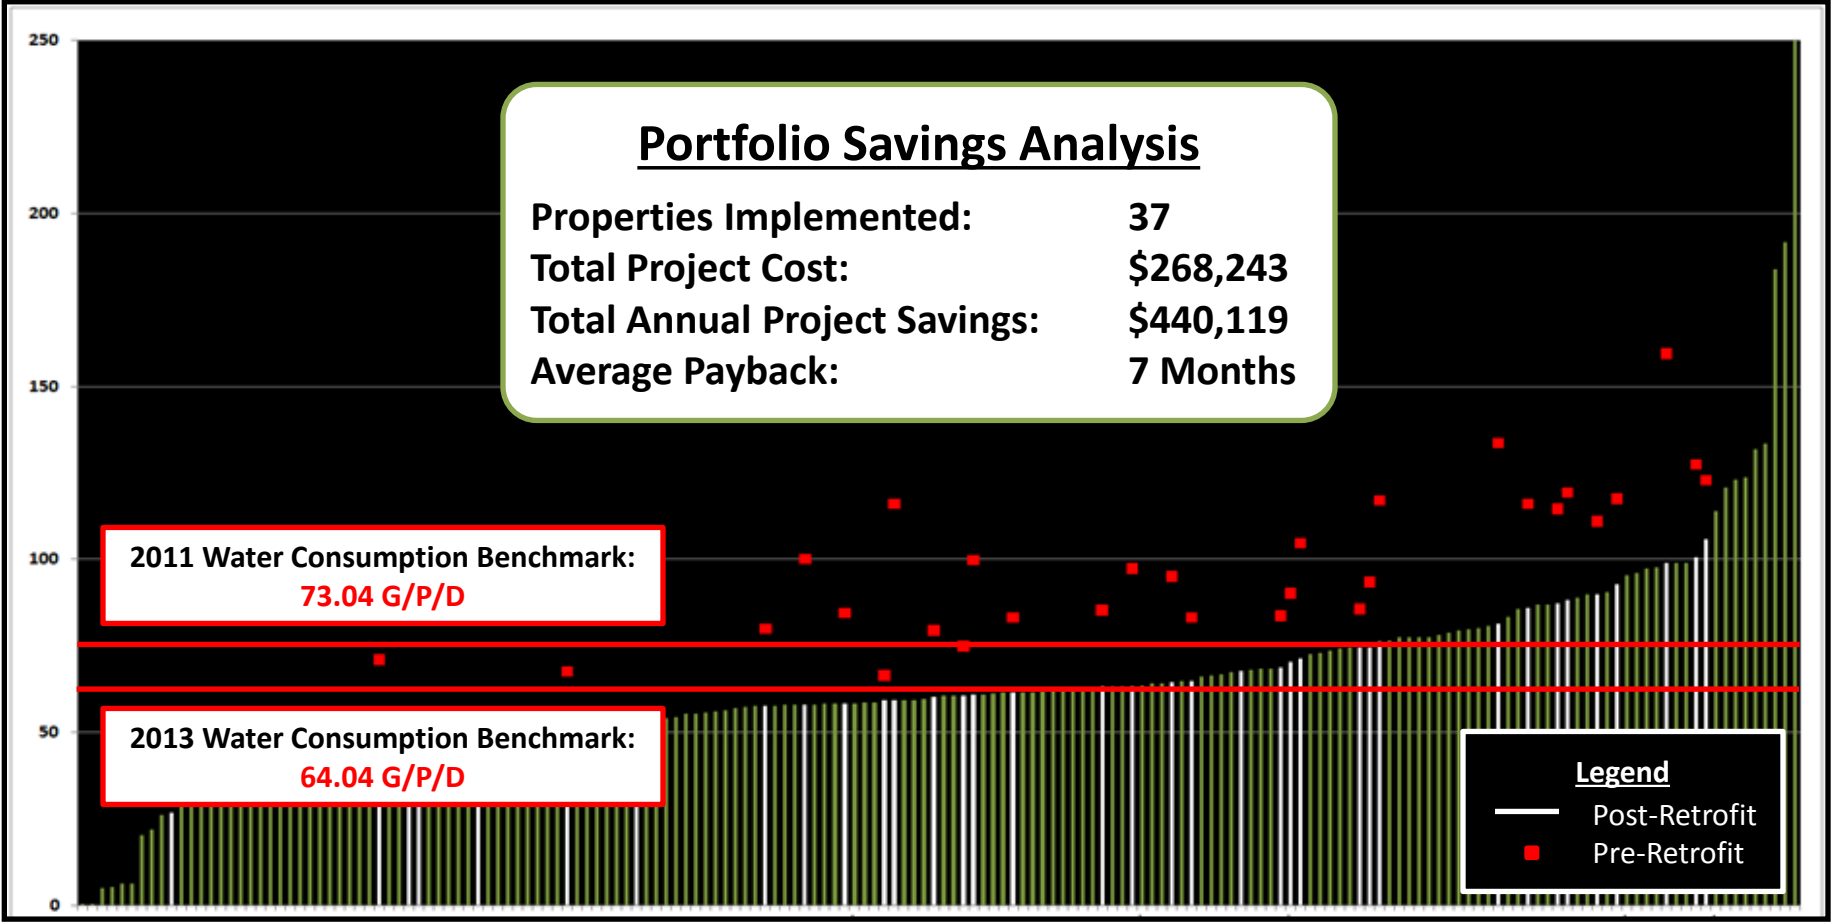 250
Portfolio Savings Analysis
200
Properties Implemented: 37
Total Project Cost: $268,243
Total Annual Project Savings: $440,119
Average Payback: 7 Months
150
100
2011 Water Consumption Benchmark:
73.04 G/P/D
50
2013 Water Consumption Benchmark:
64.04 G/P/D
Legend
Post-Retrofit
Pre-Retrofit
0